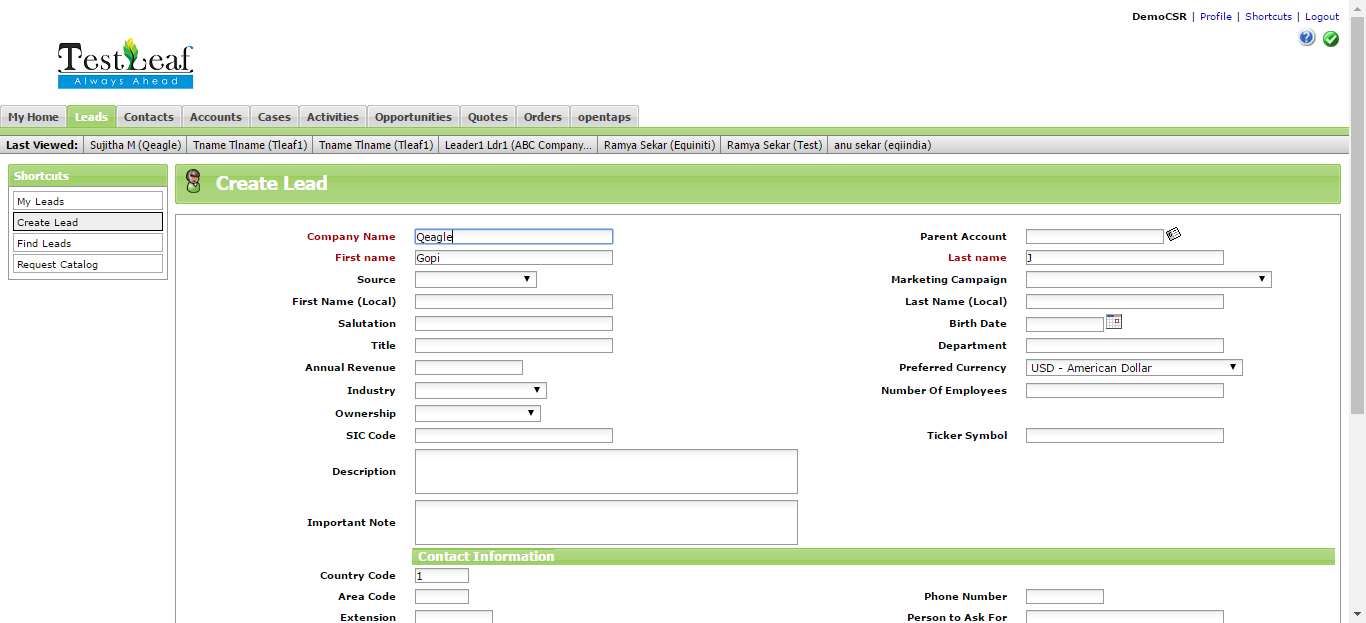 DemoCSR | Profile | Shortcuts | Logout
TestLeaf
Always Ahead
My Home Leads Contacts Accounts Cases Activities Opportunities Quotes Orders opentaps
Last Viewed: Sujitha M (Qeagle) Tname Tlname (Tleaf1) Tname Tlname (Tleaf1) Leader1 Ldr1 (ABC Company... Ramya Sekar (Equiniti) Ramya Sekar (Test) anu sekar (eqiindia)
Shortcuts
My Leads
Create Lead
Find Leads
Request Catalog
Create Lead
Company Name Qeagle Parent Account
First name Gopi Last name J
Source Marketing Campaign
First Name (Local) Last Name (Local)
Salutation Birth Date
Title Department
Annual Revenue Preferred Currency USD - American Dollar
Industry Number Of Employees
Ownership
SIC Code Ticker Symbol
Description
Important Note
Contact Information
Country Code 1
Area Code Phone Number
Extension Person to Ask For